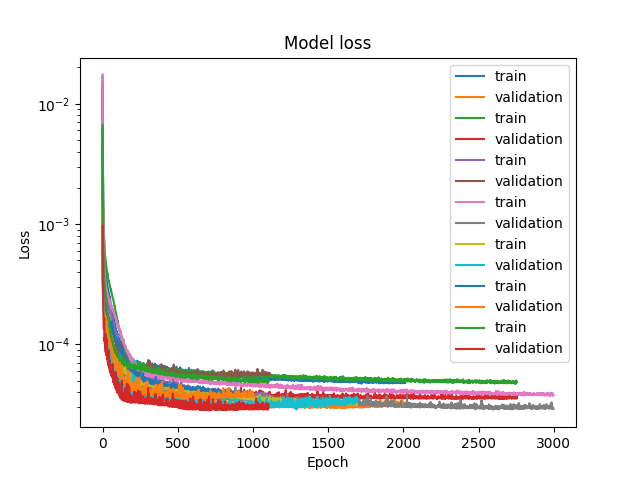 Model loss
Loss
10^-2
10^-3
10^-4
train
validation
train
validation
train
validation
train
validation
train
validation
train
validation
train
validation
0 500 1000 1500 2000 2500 3000
Epoch